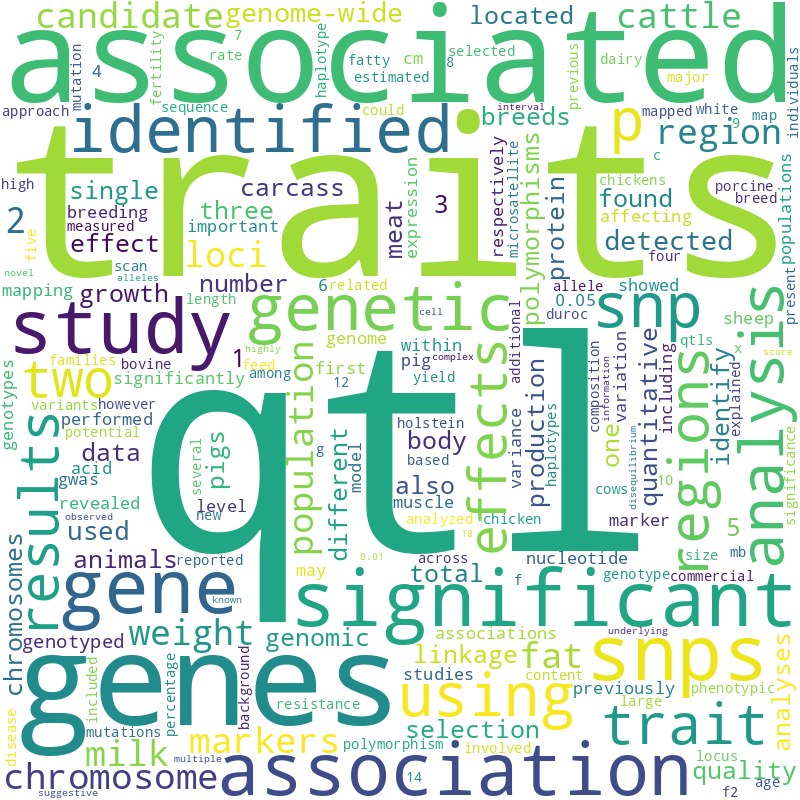 candidate
genome-wide
located
cattle
associated
traits
qtl
identified
p
region
breeds
4
mutation
approach
sequence
fertility
7
rate
haplotype
fatty
estimated
cm
8
selected
could
interval
previous
dairy
major
mapped
white
9
map
individuals
high
2
single
breeding
measured
effect
carcass
three
important
loci
number
meat
expression
3
respectively
microsatellite
polymorphisms
protein
found
chickens
affecting
c
porcine
breed
populations
detected
four
allele
0.05
showed
duroc
sheep
present
five
novel
alleles
scan
mapping
growth
length
6
related
genome
genetic
snp
study
1
families
highly
bovine
feed
among
12
first
within
cell
pig
complex
yield
additional
variance
variation
composition
information
qtls
x
score
including
quantitative
identify
explained
two
significantly
variants
however
genotypes
performed
potential
data
acid
gwas
revealed
observed
results
used
animals
reported
several
pigs
level
new
known
g
population
different
model
holstein
based
body
also
muscle
analyzed
18
0.01
may
across
total
effects
production
haplotypes
one
chicken
f
nucleotide
disequilibrium
cows
marker
10
regions
size
mb
5
analysis
significance
genotype
commercial
chromosomes
gene
genotyped
weight
genomic
significant
associations
underlying
genes
linkage
fat
studies
content
snps
previously
large
phenotypic
analyses
disease
included
mutations
percentage
background
resistance
milk
markers
polymorphism
using
selection
involved
trait
locus
quality
chromosome
suggestive
multiple
association
14
f2
age